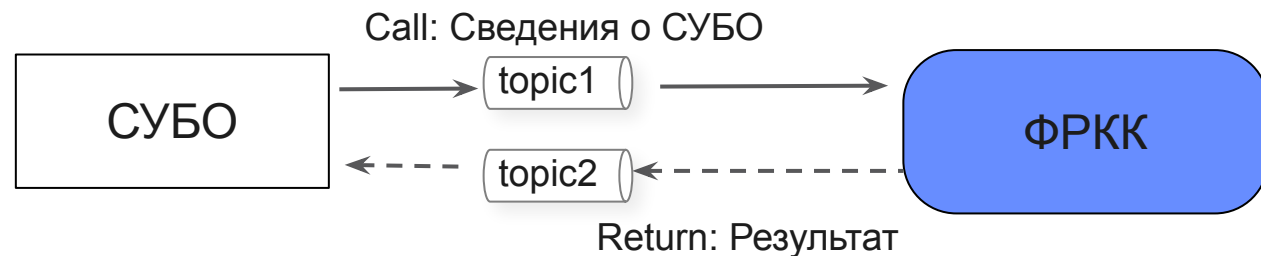 Call: Сведения о СУБО
СУБО
topic1
ФРКК
topic2
Return: Результат